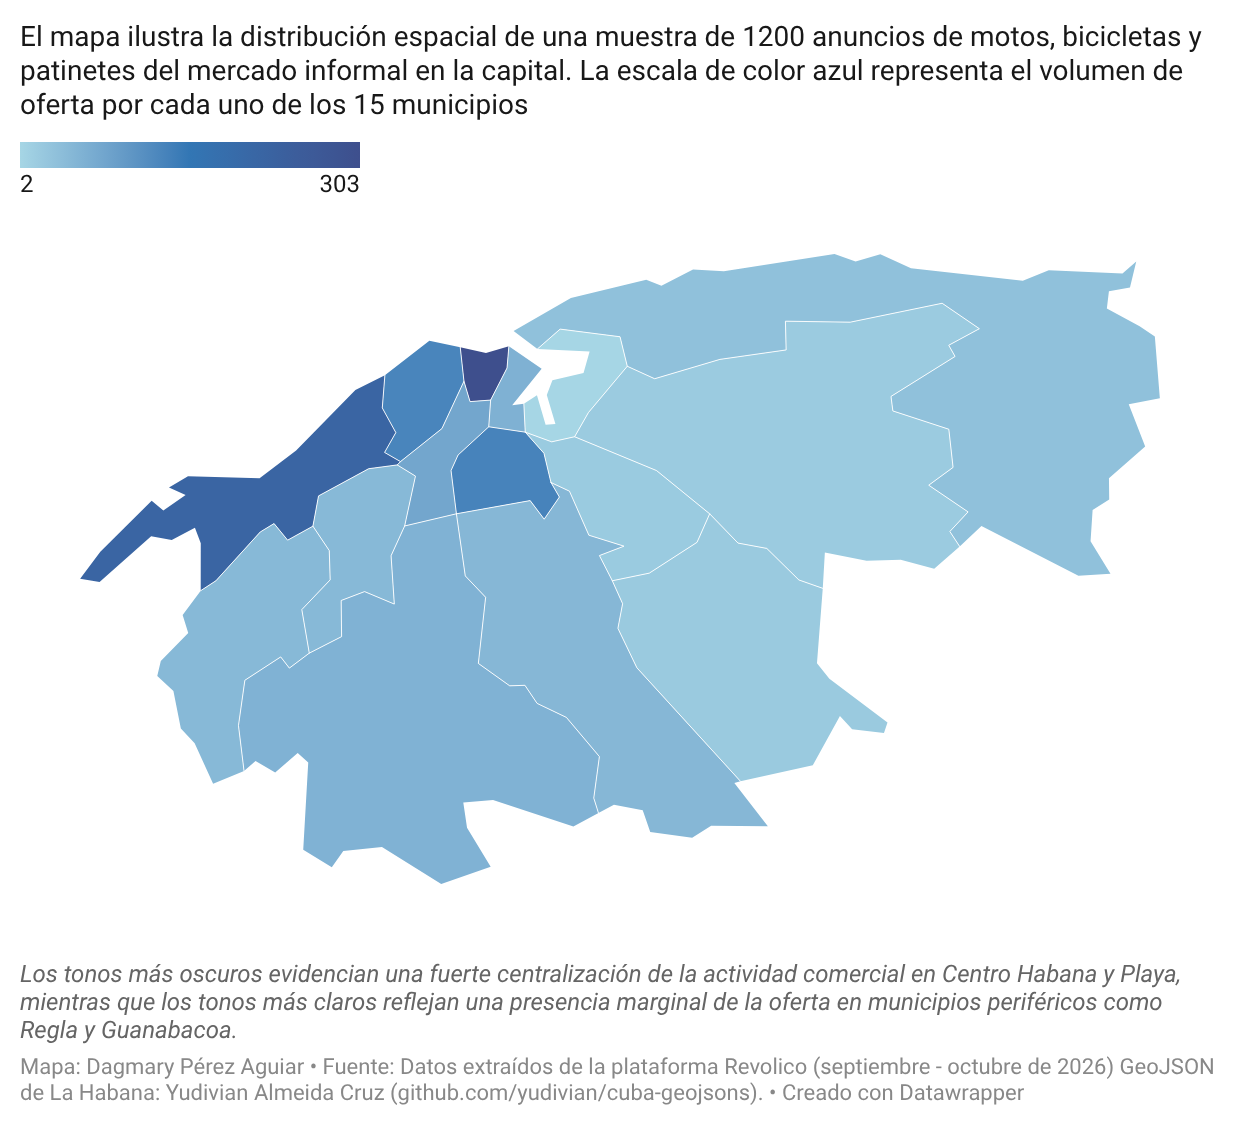 El mapa ilustra la distribución espacial de una muestra de 1200 anuncios de motos, bicicletas y
patinetes del mercado informal en la capital. La escala de color azul representa el volumen de
oferta por cada uno de los 15 municipios
2 303
Los tonos más oscuros evidencian una fuerte centralización de la actividad comercial en Centro Habana y Playa,
mientras que los tonos más claros reflejan una presencia marginal de la oferta en municipios periféricos como
Regla y Guanabacoa.
Mapa: Dagmary Pérez Aguiar • Fuente: Datos extraídos de la plataforma Revolico (septiembre - octubre de 2026) GeoJSON
de La Habana: Yudivian Almeida Cruz (github.com/yudivian/cuba-geojsons). • Creado con Datawrapper